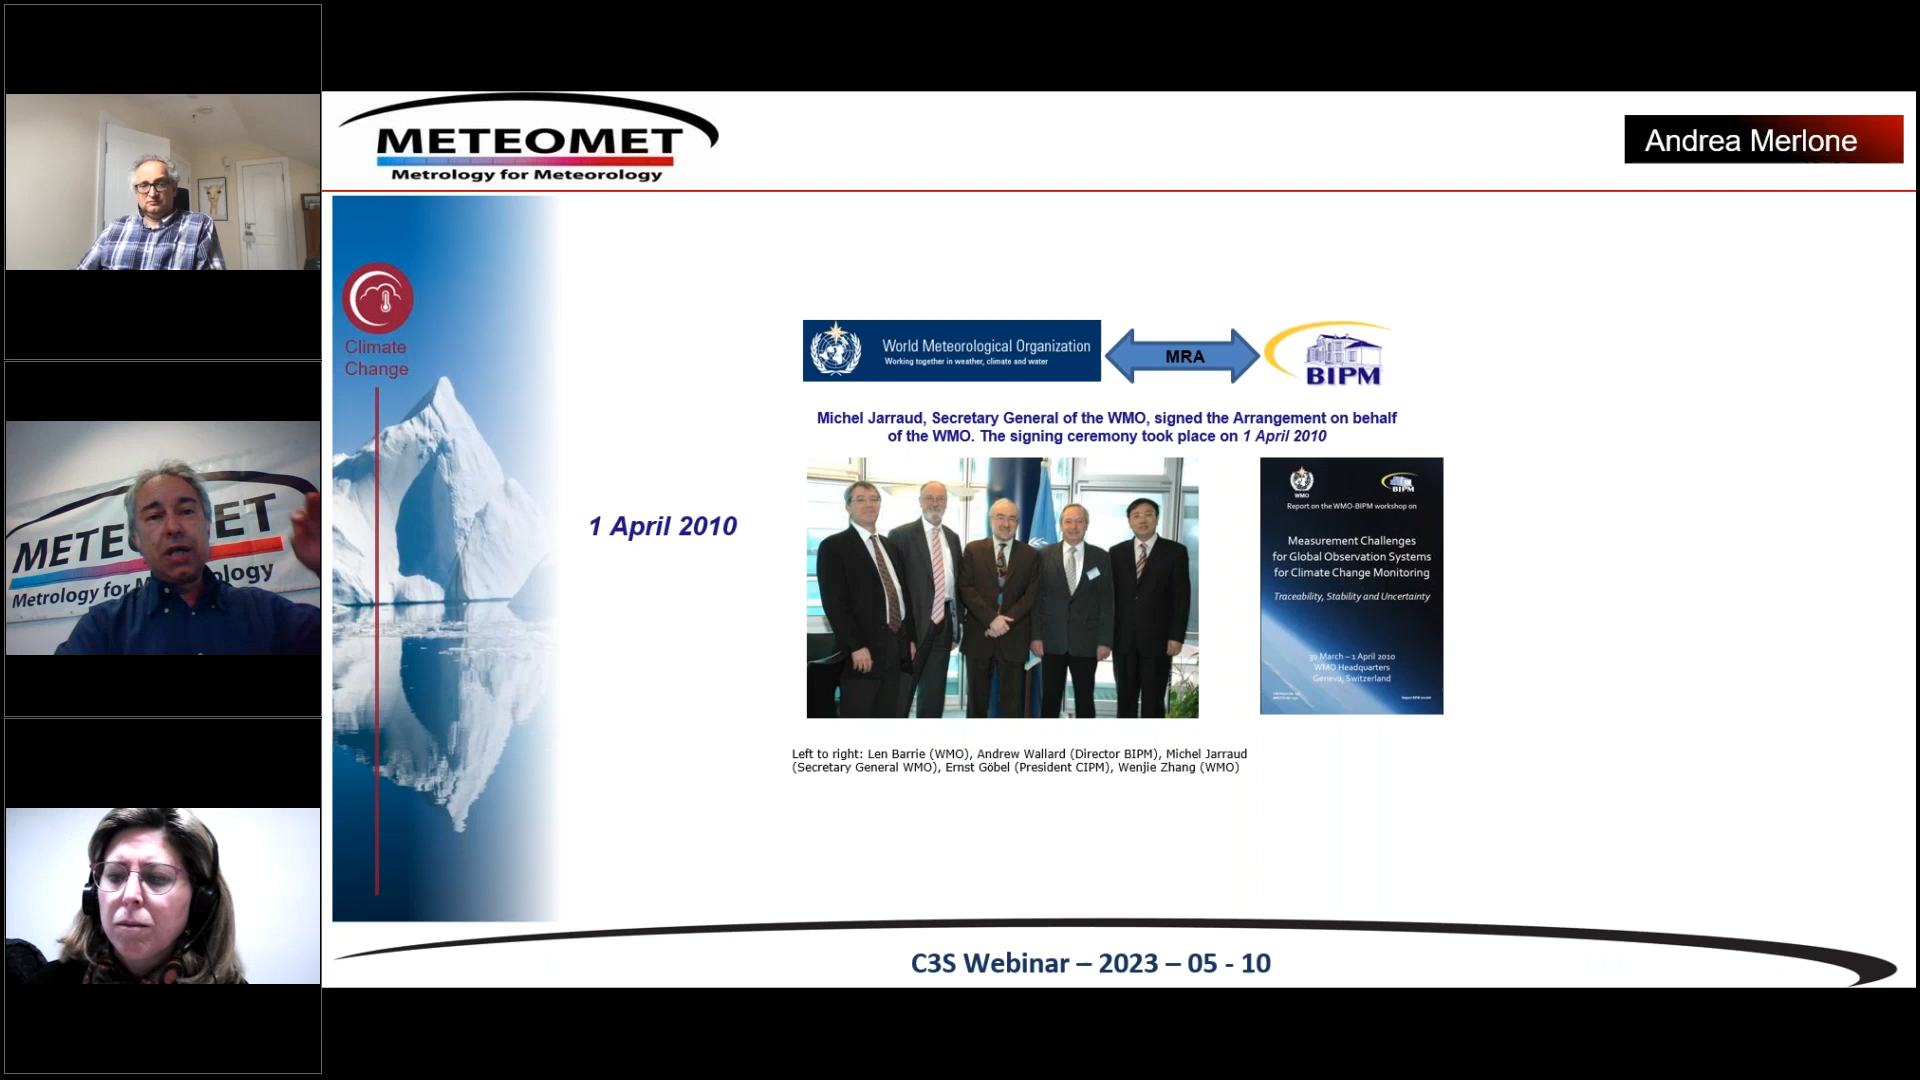 METEOMET
Metrology for Meteorology
Andrea Merlone
Climate
Change
World Meteorological Organization
Working together in weather, climate and water
MRA
BIPM
Michel Jarraud, Secretary General of the WMO, signed the Arrangement on behalf
of the WMO. The signing ceremony took place on 1 April 2010
1 April 2010
WMO
BIPM
Report on the WMO-BIPM workshop on
Measurement Challenges
for Global Observation Systems
for Climate Change Monitoring
Traceability, Stability and Uncertainty
30 March – 1 April 2010
WMO Headquarters
Geneva, Switzerland
Left to right: Len Barrie (WMO), Andrew Wallard (Director BIPM), Michel Jarraud
(Secretary General WMO), Ernst Göbel (President CIPM), Wenjie Zhang (WMO)
C3S Webinar – 2023 – 05 - 10
METE ET
Metrology for M ology